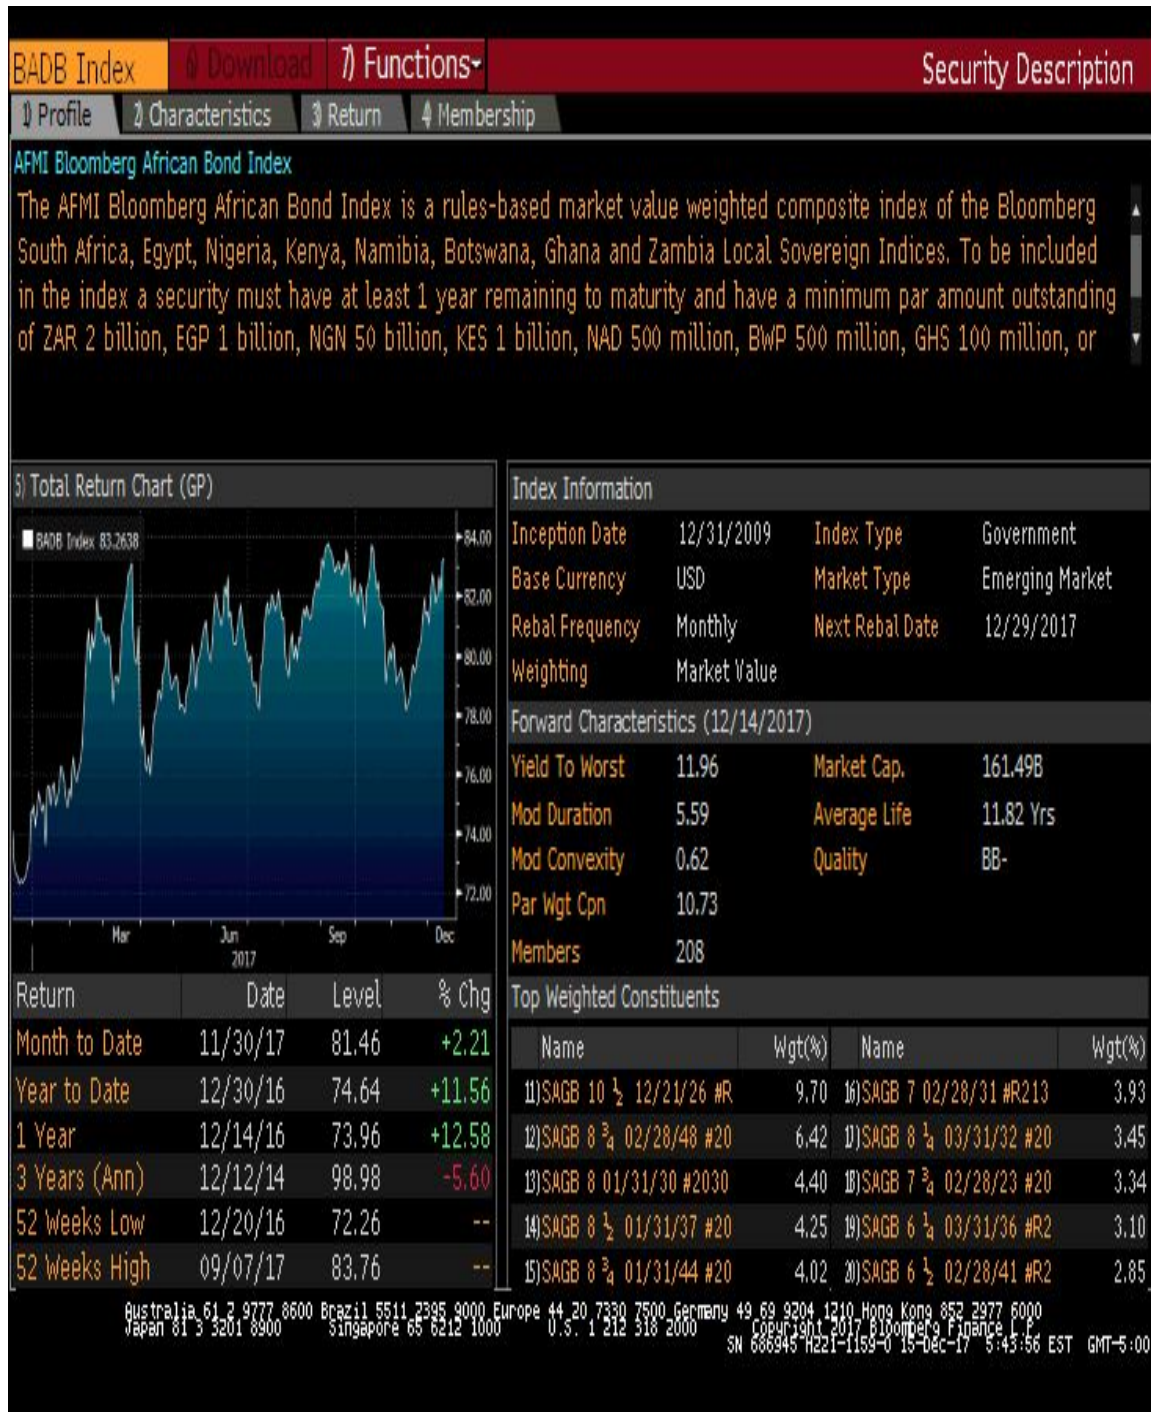 BADB Index 6) Download 7) Functions Security Description
1) Profile 2) Characteristics 3) Return 4) Membership
AFMI Bloomberg African Bond Index
The AFMI Bloomberg African Bond Index is a rules-based market value weighted composite index of the Bloomberg
South Africa, Egypt, Nigeria, Kenya, Namibia, Botswana, Ghana and Zambia Local Sovereign Indices. To be included
in the index a security must have at least 1 year remaining to maturity and have a minimum par amount outstanding
of ZAR 2 billion, EGP 1 billion, NGN 50 billion, KES 1 billion, NAD 500 million, BWP 500 million, GHS 100 million, or
5) Total Return Chart (GP)
BADB Index 83.2638
84.00
82.00
80.00
78.00
76.00
74.00
72.00
Mar Jun Sep Dec
2017
Return Date Level % Chg
Month to Date 11/30/17 81.46 +2.21
Year to Date 12/30/16 74.64 +11.56
1 Year 12/14/16 73.96 +12.58
3 Years (Ann) 12/12/14 98.98 -5.60
52 Weeks Low 12/20/16 72.26 --
52 Weeks High 09/07/17 83.76 --
Index Information
Inception Date 12/31/2009 Index Type Government
Base Currency USD Market Type Emerging Market
Rebal Frequency Monthly Next Rebal Date 12/29/2017
Weighting Market Value
Forward Characteristics (12/14/2017)
Yield To Worst 11.96 Market Cap. 161.49B
Mod Duration 5.59 Average Life 11.82 Yrs
Mod Convexity 0.62 Quality BB-
Par Wgt Cpn 10.73
Members 208
Top Weighted Constituents
Name Wgt(%) Name Wgt(%)
11) SAGB 10 ½ 12/21/26 #R 9.70 16) SAGB 7 02/28/31 #R213 3.93
12) SAGB 8 ¾ 02/28/48 #20 6.42 17) SAGB 8 ¼ 03/31/32 #20 3.45
13) SAGB 8 01/31/30 #2030 4.40 18) SAGB 7 ¾ 02/28/23 #20 3.34
14) SAGB 8 ½ 01/31/37 #20 4.25 19) SAGB 6 ¼ 03/31/36 #R2 3.10
15) SAGB 8 ¾ 01/31/44 #20 4.02 20) SAGB 6 ½ 02/28/41 #R2 2.85
Australia 61 2 9777 8600 Brazil 5511 2395 9000 Europe 44 20 7330 7500 Germany 49 69 9204 1210 Hong Kong 852 2977 6000
Japan 81 3 3201 8900 Singapore 65 6212 1000 U.S. 1 212 318 2000 Copyright 2017 Bloomberg Finance L.P.
SN 686945 H221-1159-0 15-Dec-17 5:43:56 EST GMT-5:00